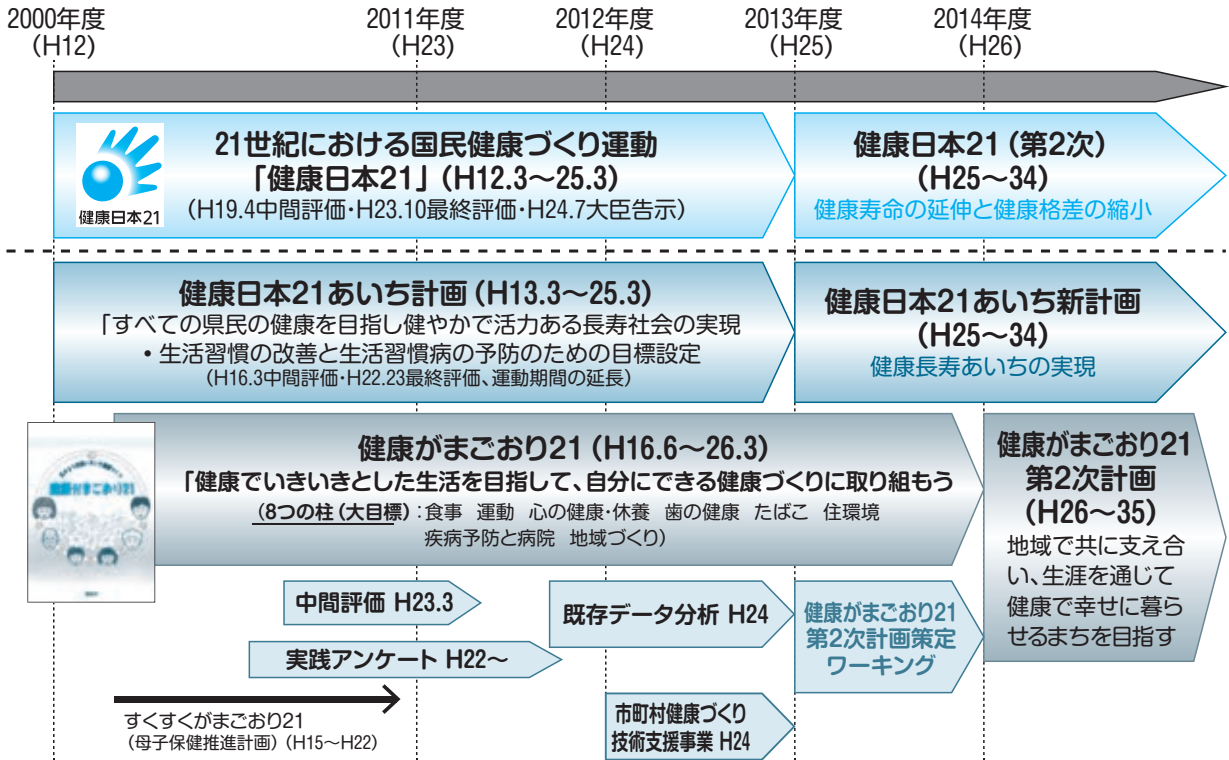 2000年度
(H12)
2011年度
(H23)
2012年度
(H24)
2013年度
(H25)
2014年度
(H26)
健康日本21
21世紀における国民健康づくり運動
「健康日本21」(H12.3〜25.3)
(H19.4中間評価・H23.10最終評価・H24.7大臣告示)
健康日本21(第2次)
(H25〜34)
健康寿命の延伸と健康格差の縮小
健康日本21あいち計画(H13.3〜25.3)
「すべての県民の健康を目指し健やかで活力ある長寿社会の実現
・生活習慣の改善と生活習慣病の予防のための目標設定
(H16.3中間評価・H22.23最終評価、運動期間の延長)
健康日本21あいち新計画
(H25〜34)
健康長寿あいちの実現
健康がまごおり21
健康がまごおり21(H16.6〜26.3)
「健康でいきいきとした生活を目指して、自分にできる健康づくりに取り組もう
(8つの柱(大目標):食事 運動 心の健康・休養 歯の健康 たばこ 住環境
疾病予防と病院 地域づくり)
健康がまごおり21
第2次計画
(H26〜35)
地域で共に支え合
い、生涯を通じて
健康で幸せに暮ら
せるまちを目指す
中間評価 H23.3
実践アンケート H22〜
既存データ分析 H24
健康がまごおり21
第2次計画策定
ワーキング
市町村健康づくり
技術支援事業 H24
すくすくがまごおり21
(母子保健推進計画)(H15〜H22)